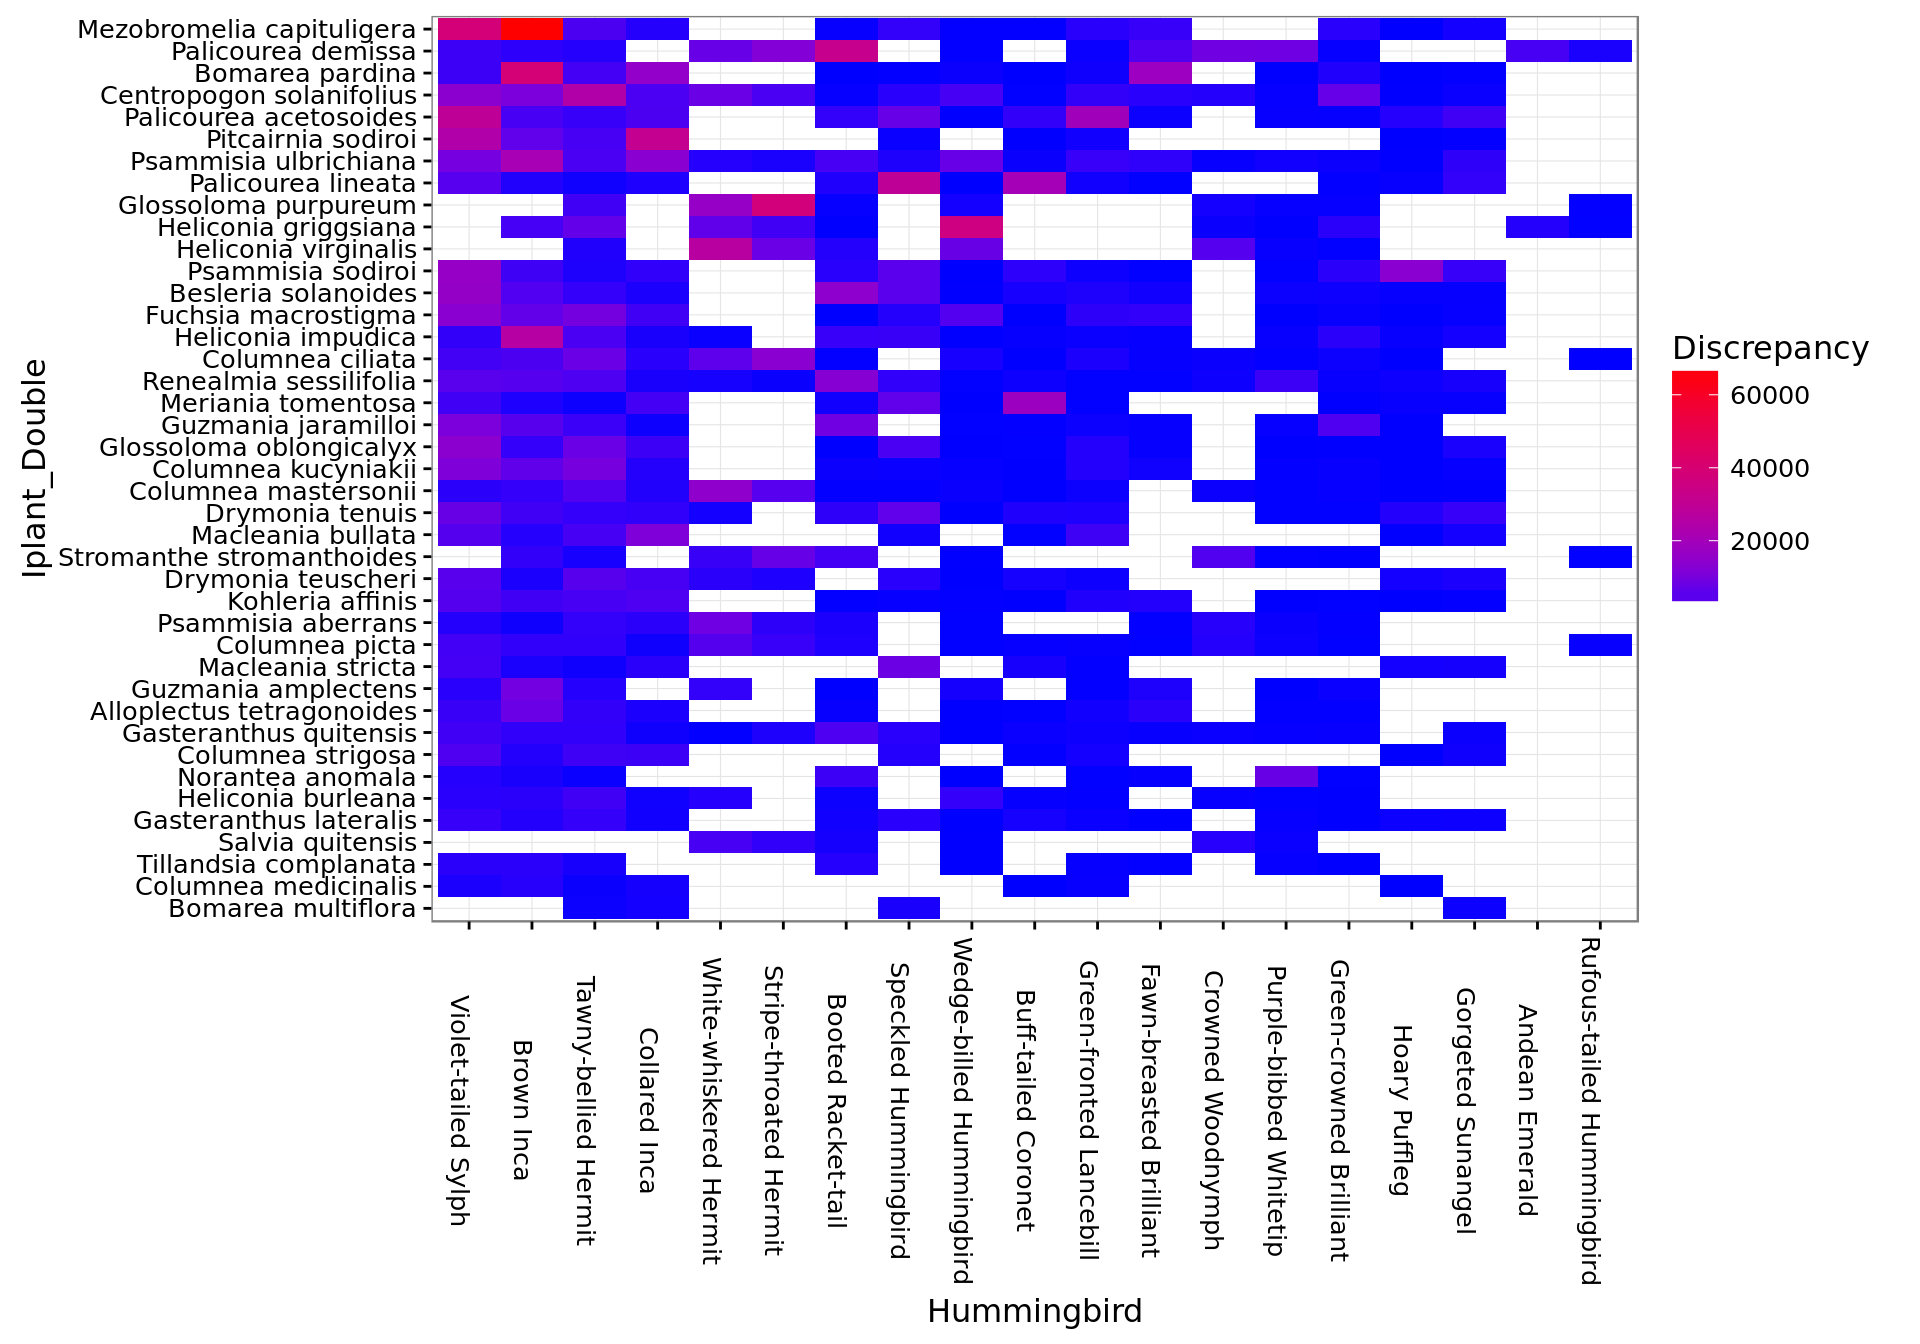 Iplant_Double
Mezobromelia capituligera
Palicourea demissa
Bomarea pardina
Centropogon solanifolius
Palicourea acetosoides
Pitcairnia sodiroi
Psammisia ulbrichiana
Palicourea lineata
Glossoloma purpureum
Heliconia griggsiana
Heliconia virginalis
Psammisia sodiroi
Besleria solanoides
Fuchsia macrostigma
Heliconia impudica
Columnea ciliata
Renealmia sessilifolia
Meriania tomentosa
Guzmania jaramilloi
Glossoloma oblongicalyx
Columnea kucyniakii
Columnea mastersonii
Drymonia tenuis
Macleania bullata
Stromanthe stromanthoides
Drymonia teuscheri
Kohleria affinis
Psammisia aberrans
Columnea picta
Macleania stricta
Guzmania amplectens
Alloplectus tetragonoides
Gasteranthus quitensis
Columnea strigosa
Norantea anomala
Heliconia burleana
Gasteranthus lateralis
Salvia quitensis
Tillandsia complanata
Columnea medicinalis
Bomarea multiflora
Violet-tailed Sylph
Brown Inca
Tawny-bellied Hermit
Collared Inca
White-whiskered Hermit
Stripe-throated Hermit
Booted Racket-tail
Speckled Hummingbird
Wedge-billed Hummingbird
Buff-tailed Coronet
Green-fronted Lancebill
Fawn-breasted Brilliant
Crowned Woodnymph
Purple-bibbed Whitetip
Green-crowned Brilliant
Hoary Puffleg
Gorgeted Sunangel
Andean Emerald
Rufous-tailed Hummingbird
Hummingbird
Discrepancy
60000
40000
20000